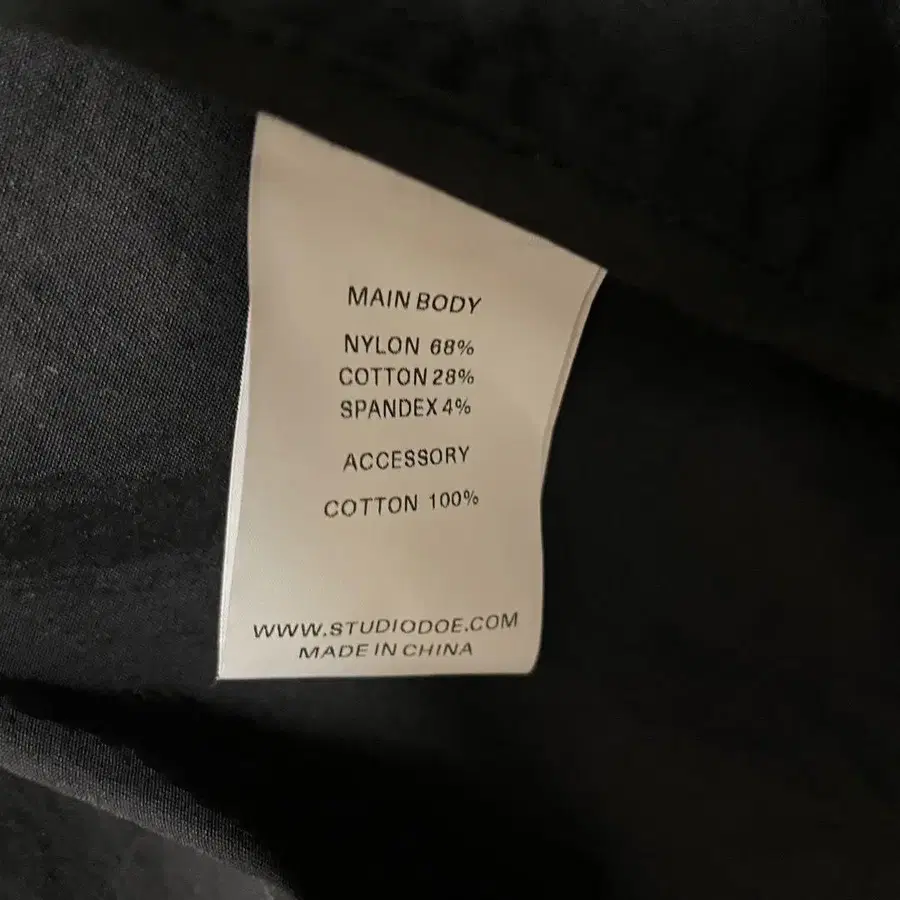 MAIN BODY
NYLON 68%
COTTON 28%
SPANDEX 4%
ACCESSORY
COTTON 100%
WWW.STUDIODOE.COM
MADE IN CHINA